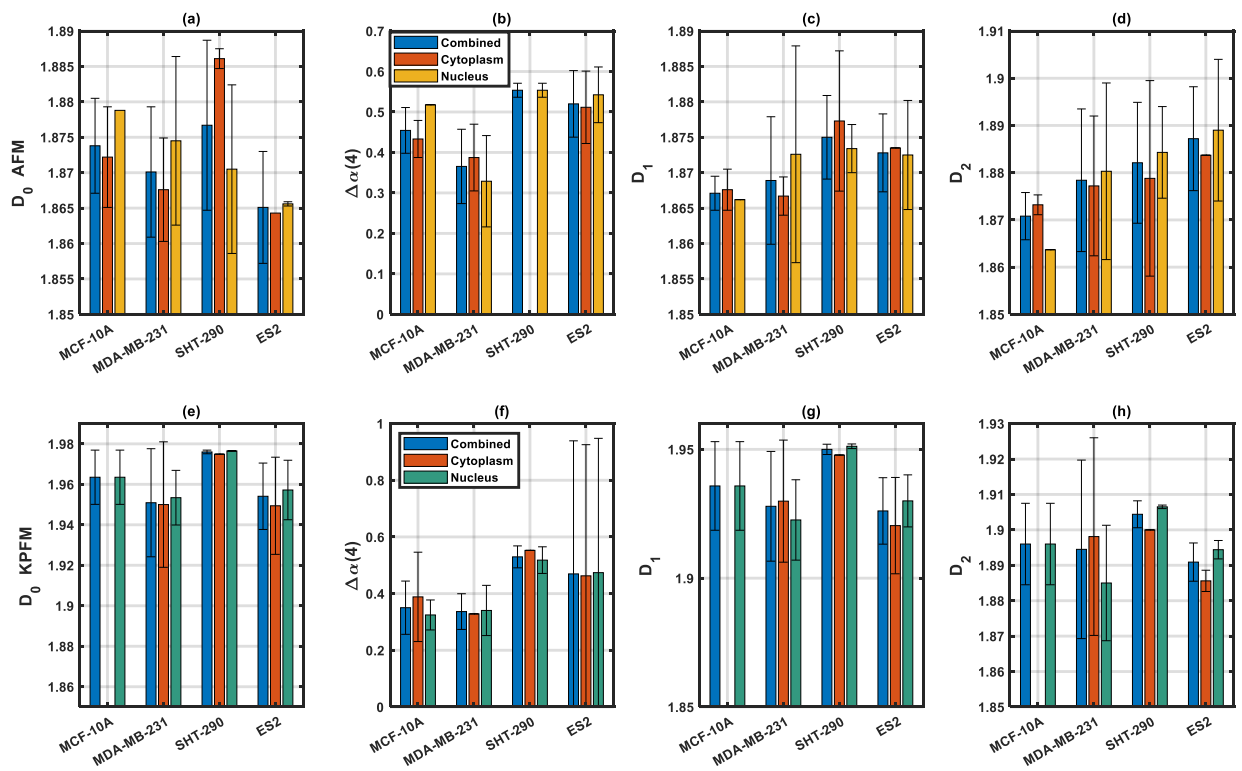 (a)
D0 AFM
1.89
1.885
1.88
1.875
1.87
1.865
1.86
1.855
1.85
MCF-10A
MDA-MB-231
SHT-290
ES2
(b)
Δα(4)
0.7
0.6
0.5
0.4
0.3
0.2
0.1
0
Combined
Cytoplasm
Nucleus
MCF-10A
MDA-MB-231
SHT-290
ES2
(c)
D1
1.89
1.885
1.88
1.875
1.87
1.865
1.86
1.855
1.85
MCF-10A
MDA-MB-231
SHT-290
ES2
(d)
D2
1.91
1.9
1.89
1.88
1.87
1.86
1.85
MCF-10A
MDA-MB-231
SHT-290
ES2
(e)
D0 KPFM
1.98
1.96
1.94
1.92
1.9
1.88
1.86
MCF-10A
MDA-MB-231
SHT-290
ES2
(f)
Δα(4)
1
0.8
0.6
0.4
0.2
0
Combined
Cytoplasm
Nucleus
MCF-10A
MDA-MB-231
SHT-290
ES2
(g)
D1
1.95
1.9
1.85
MCF-10A
MDA-MB-231
SHT-290
ES2
(h)
D2
1.93
1.92
1.91
1.9
1.89
1.88
1.87
1.86
1.85
MCF-10A
MDA-MB-231
SHT-290
ES2